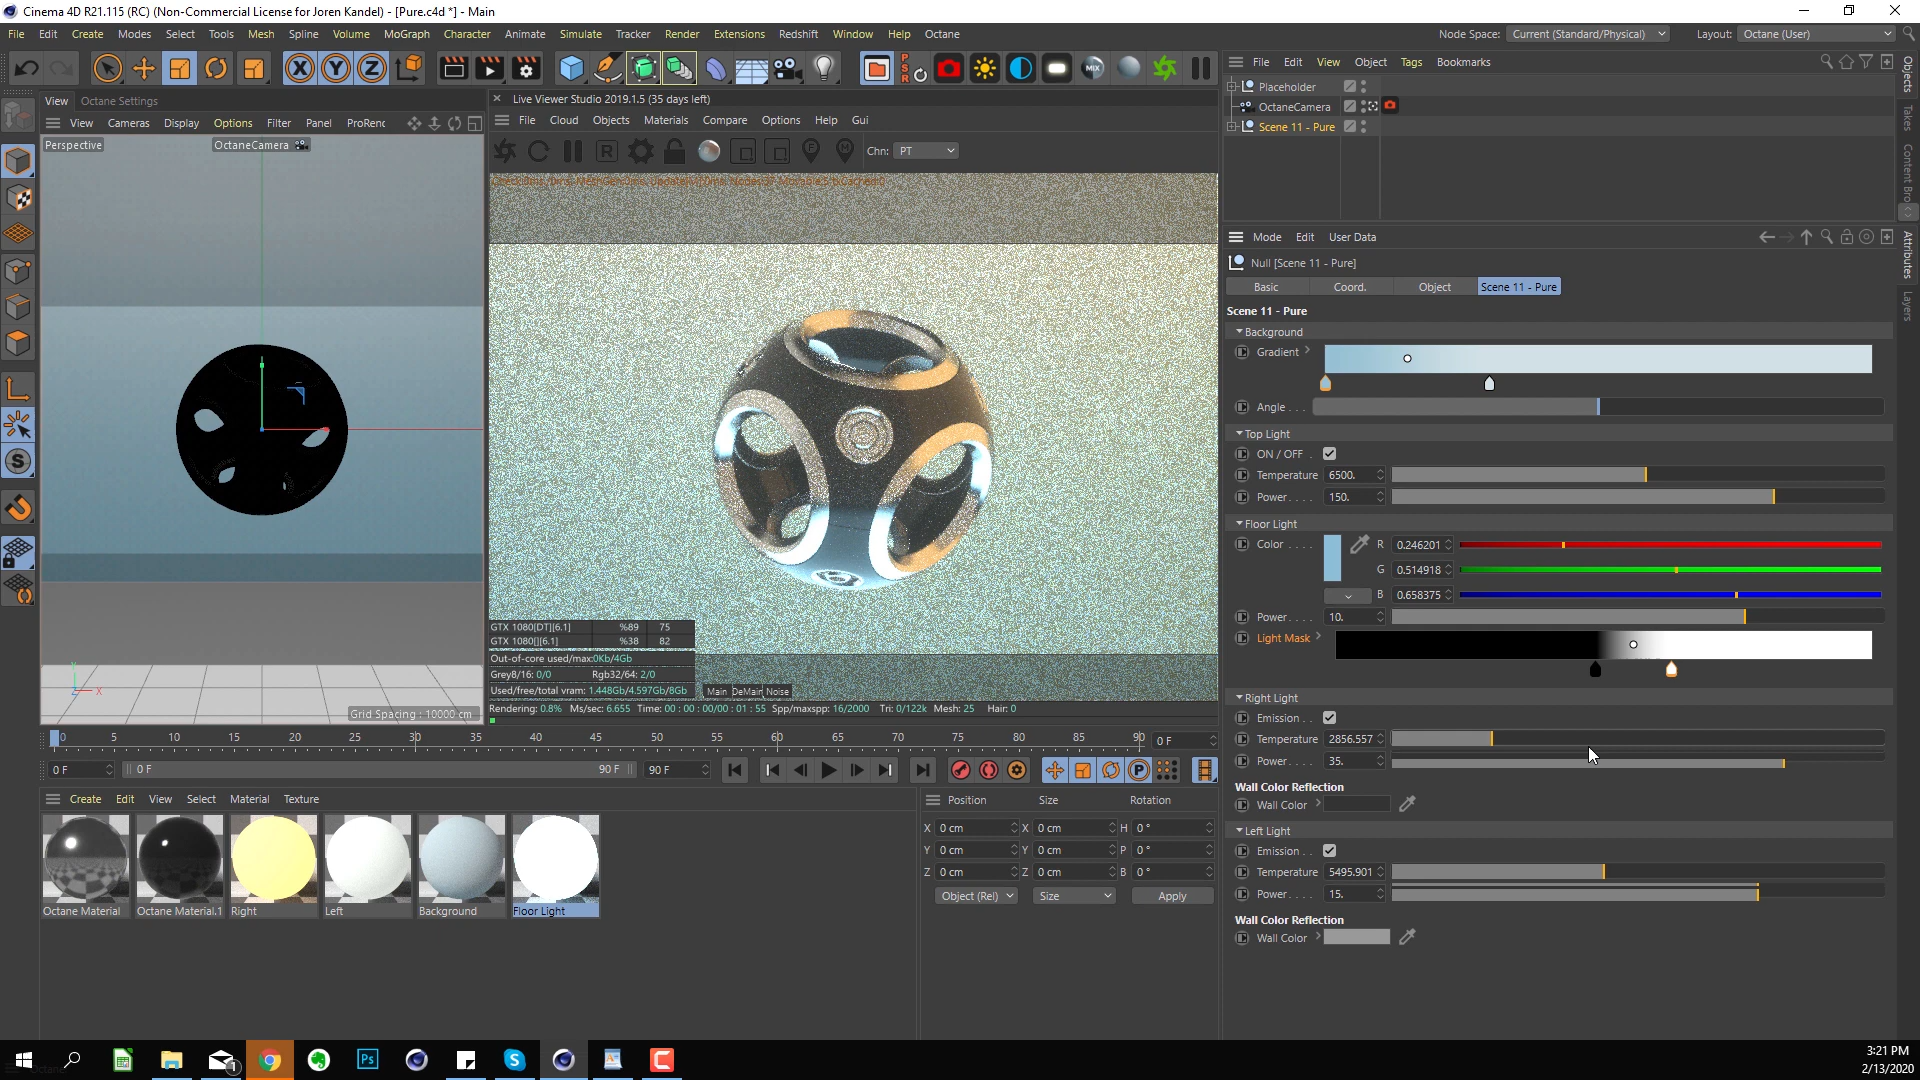 Cinema 4D R21.115 (RC) (Non-Commercial License for Joren Kandel) - [Pure.c4d *] - Main
File Edit Create Modes Select Tools Mesh Spline Volume MoGraph Character Animate Simulate Tracker Render Extensions Redshift Window Help Octane
Node Space: Current (Standard/Physical) Layout: Octane (User)
X Y Z PSR MIX
File Edit View Object Tags Bookmarks
Placeholder
OctaneCamera
Scene 11 - Pure
Objects
Takes
Content Bro
Attributes
Layers
View Octane Settings
View Cameras Display Options Filter Panel ProRenc
Perspective
OctaneCamera
Grid Spacing : 10000 cm
Live Viewer Studio 2019.1.5 (35 days left)
File Cloud Objects Materials Compare Options Help Gui
Chn: PT
GTX 1080[DT][6.1] %89 75
GTX 1080[][6.1] %38 82
Out-of-core used/max:0Kb/4Gb
Grey8/16: 0/0 Rgb32/64: 2/0
Used/free/total vram: 1.448Gb/4.597Gb/8Gb
Main DeMain Noise
Rendering: 0.8% Ms/sec: 6.655 Time: 00 : 00 : 00/00 : 01 : 55 Spp/maxspp: 16/2000 Tri: 0/122k Mesh: 25 Hair: 0
Mode Edit User Data
Null [Scene 11 - Pure]
Basic Coord. Object Scene 11 - Pure
Scene 11 - Pure
Background
Gradient
Angle . . .
Top Light
ON / OFF .
Temperature 6500.
Power. . . . 150.
Floor Light
Color . . . . R 0.246201
G 0.514918
B 0.658375
Power. . . . 10.
Light Mask
Right Light
Emission . .
Temperature 2856.557
Power. . . . 35.
Wall Color Reflection
Wall Color
Left Light
Emission . .
Temperature 5495.901
Power. . . . 15.
Wall Color Reflection
Wall Color
0 5 10 15 20 25 30 35 40 45 50 55 60 65 70 75 80 85 90 0 F
0 F 0 F 90 F 90 F
Create Edit View Select Material Texture
Octane Material Octane Material.1 Right Left Background Floor Light
Position Size Rotation
X 0 cm X 0 cm H 0 °
Y 0 cm Y 0 cm P 0 °
Z 0 cm Z 0 cm B 0 °
Object (Rel) Size Apply
3:21 PM
2/13/2020